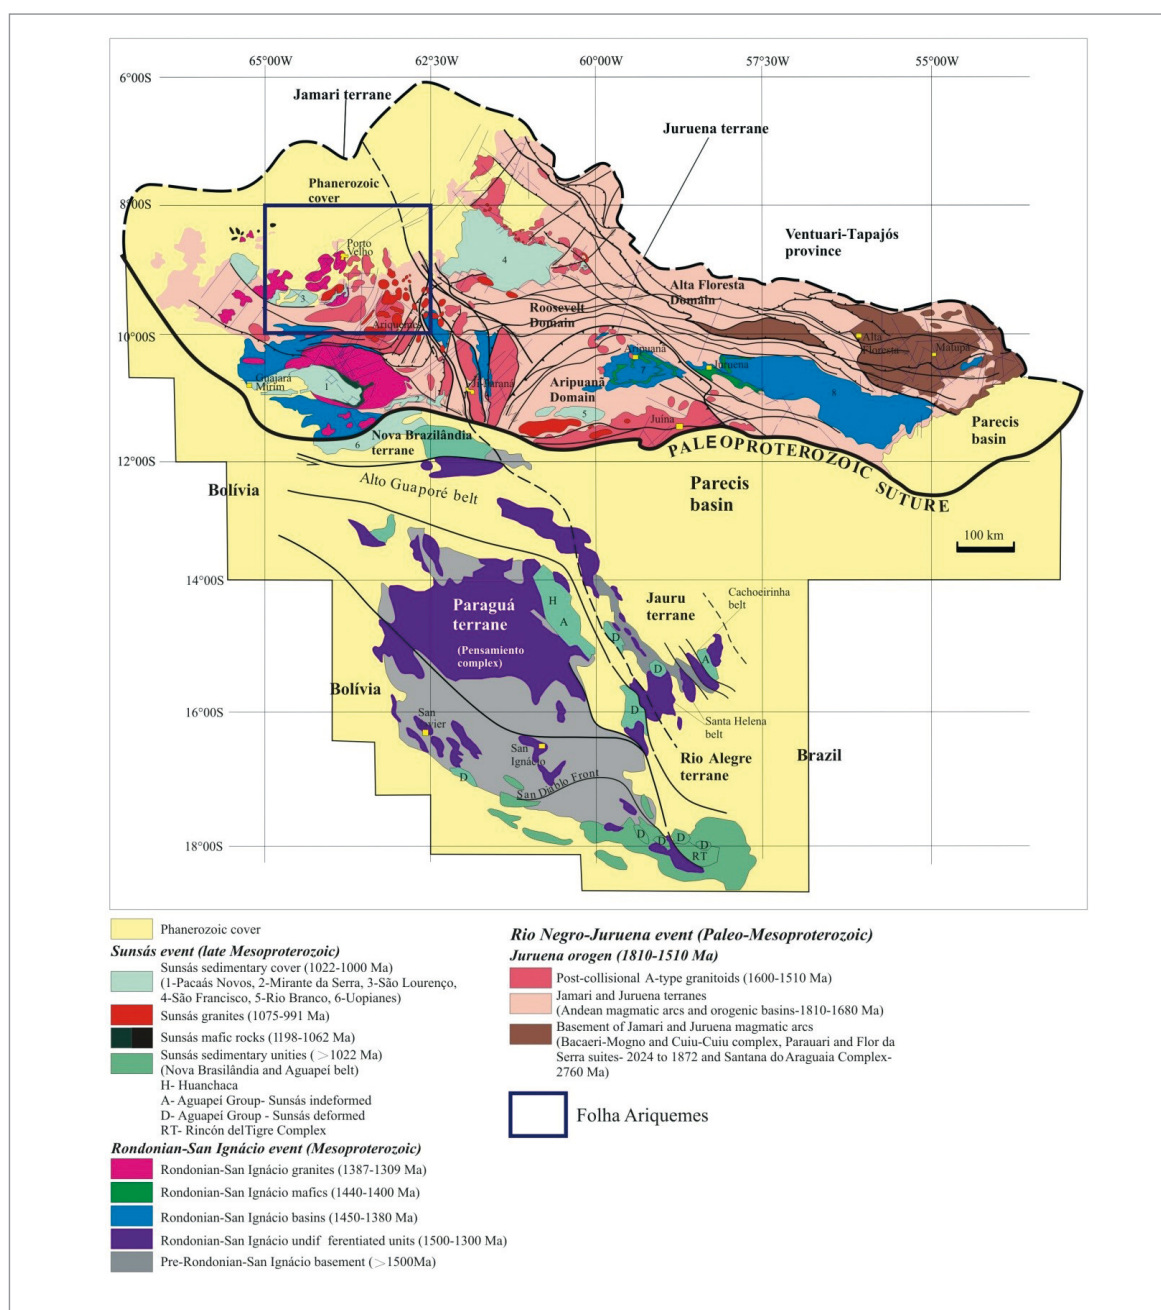 65°00W 62°30W 60°00W 57°30W 55°00W
6°00S
Jamari terrane
Juruena terrane
Phanerozoic
cover
8°00S
Ventuari-Tapajós
province
Porto
Velho
4
3
Alta Floresta
Domain
Roosevelt
Domain
Ariquemes
10°00S
Alta
Floresta
Matupá
Aripuanã
7
Juruena
Guajará
Mirim
1
Ji-Paraná
Aripuanã
Domain
8
5
Juina
Parecis
basin
Nova Brazilândia
terrane
6
PALEOPROTEROZOIC SUTURE
12°00S
Bolívia
Alto Guaporé belt
Parecis
basin
100 km
14°00S
Cachoeirinha
belt
Jauru
terrane
H
A
Paraguá
terrane
(Pensamiento
complex)
D
A
D
Bolívia
D
16°00S
San
Javier
Santa Helena
belt
San
Ignácio
Rio Alegre
terrane
Brazil
D
San Diablo Front
D
D
D
D
RT
18°00S
Phanerozoic cover
Sunsás event (late Mesoproterozoic)
Sunsás sedimentary cover (1022-1000 Ma)
(1-Pacaás Novos, 2-Mirante da Serra, 3-São Lourenço,
4-São Francisco, 5-Rio Branco, 6-Uopianes)
Sunsás granites (1075-991 Ma)
Sunsás mafic rocks (1198-1062 Ma)
Sunsás sedimentary unities (>1022 Ma)
(Nova Brasilândia and Aguapeí belt)
H- Huanchaca
A- Aguapeí Group- Sunsás indeformed
D- Aguapeí Group - Sunsás deformed
RT- Rincón delTigre Complex
Rondonian-San Ignácio event (Mesoproterozoic)
Rondonian-San Ignácio granites (1387-1309 Ma)
Rondonian-San Ignácio mafics (1440-1400 Ma)
Rondonian-San Ignácio basins (1450-1380 Ma)
Rondonian-San Ignácio undif ferentiated units (1500-1300 Ma)
Pre-Rondonian-San Ignácio basement (>1500Ma)
Rio Negro-Juruena event (Paleo-Mesoproterozoic)
Juruena orogen (1810-1510 Ma)
Post-collisional A-type granitoids (1600-1510 Ma)
Jamari and Juruena terranes
(Andean magmatic arcs and orogenic basins-1810-1680 Ma)
Basement of Jamari and Juruena magmatic arcs
(Bacaeri-Mogno and Cuiu-Cuiu complex, Parauari and Flor da
Serra suites- 2024 to 1872 and Santana do Araguaia Complex-
2760 Ma)
Folha Ariquemes